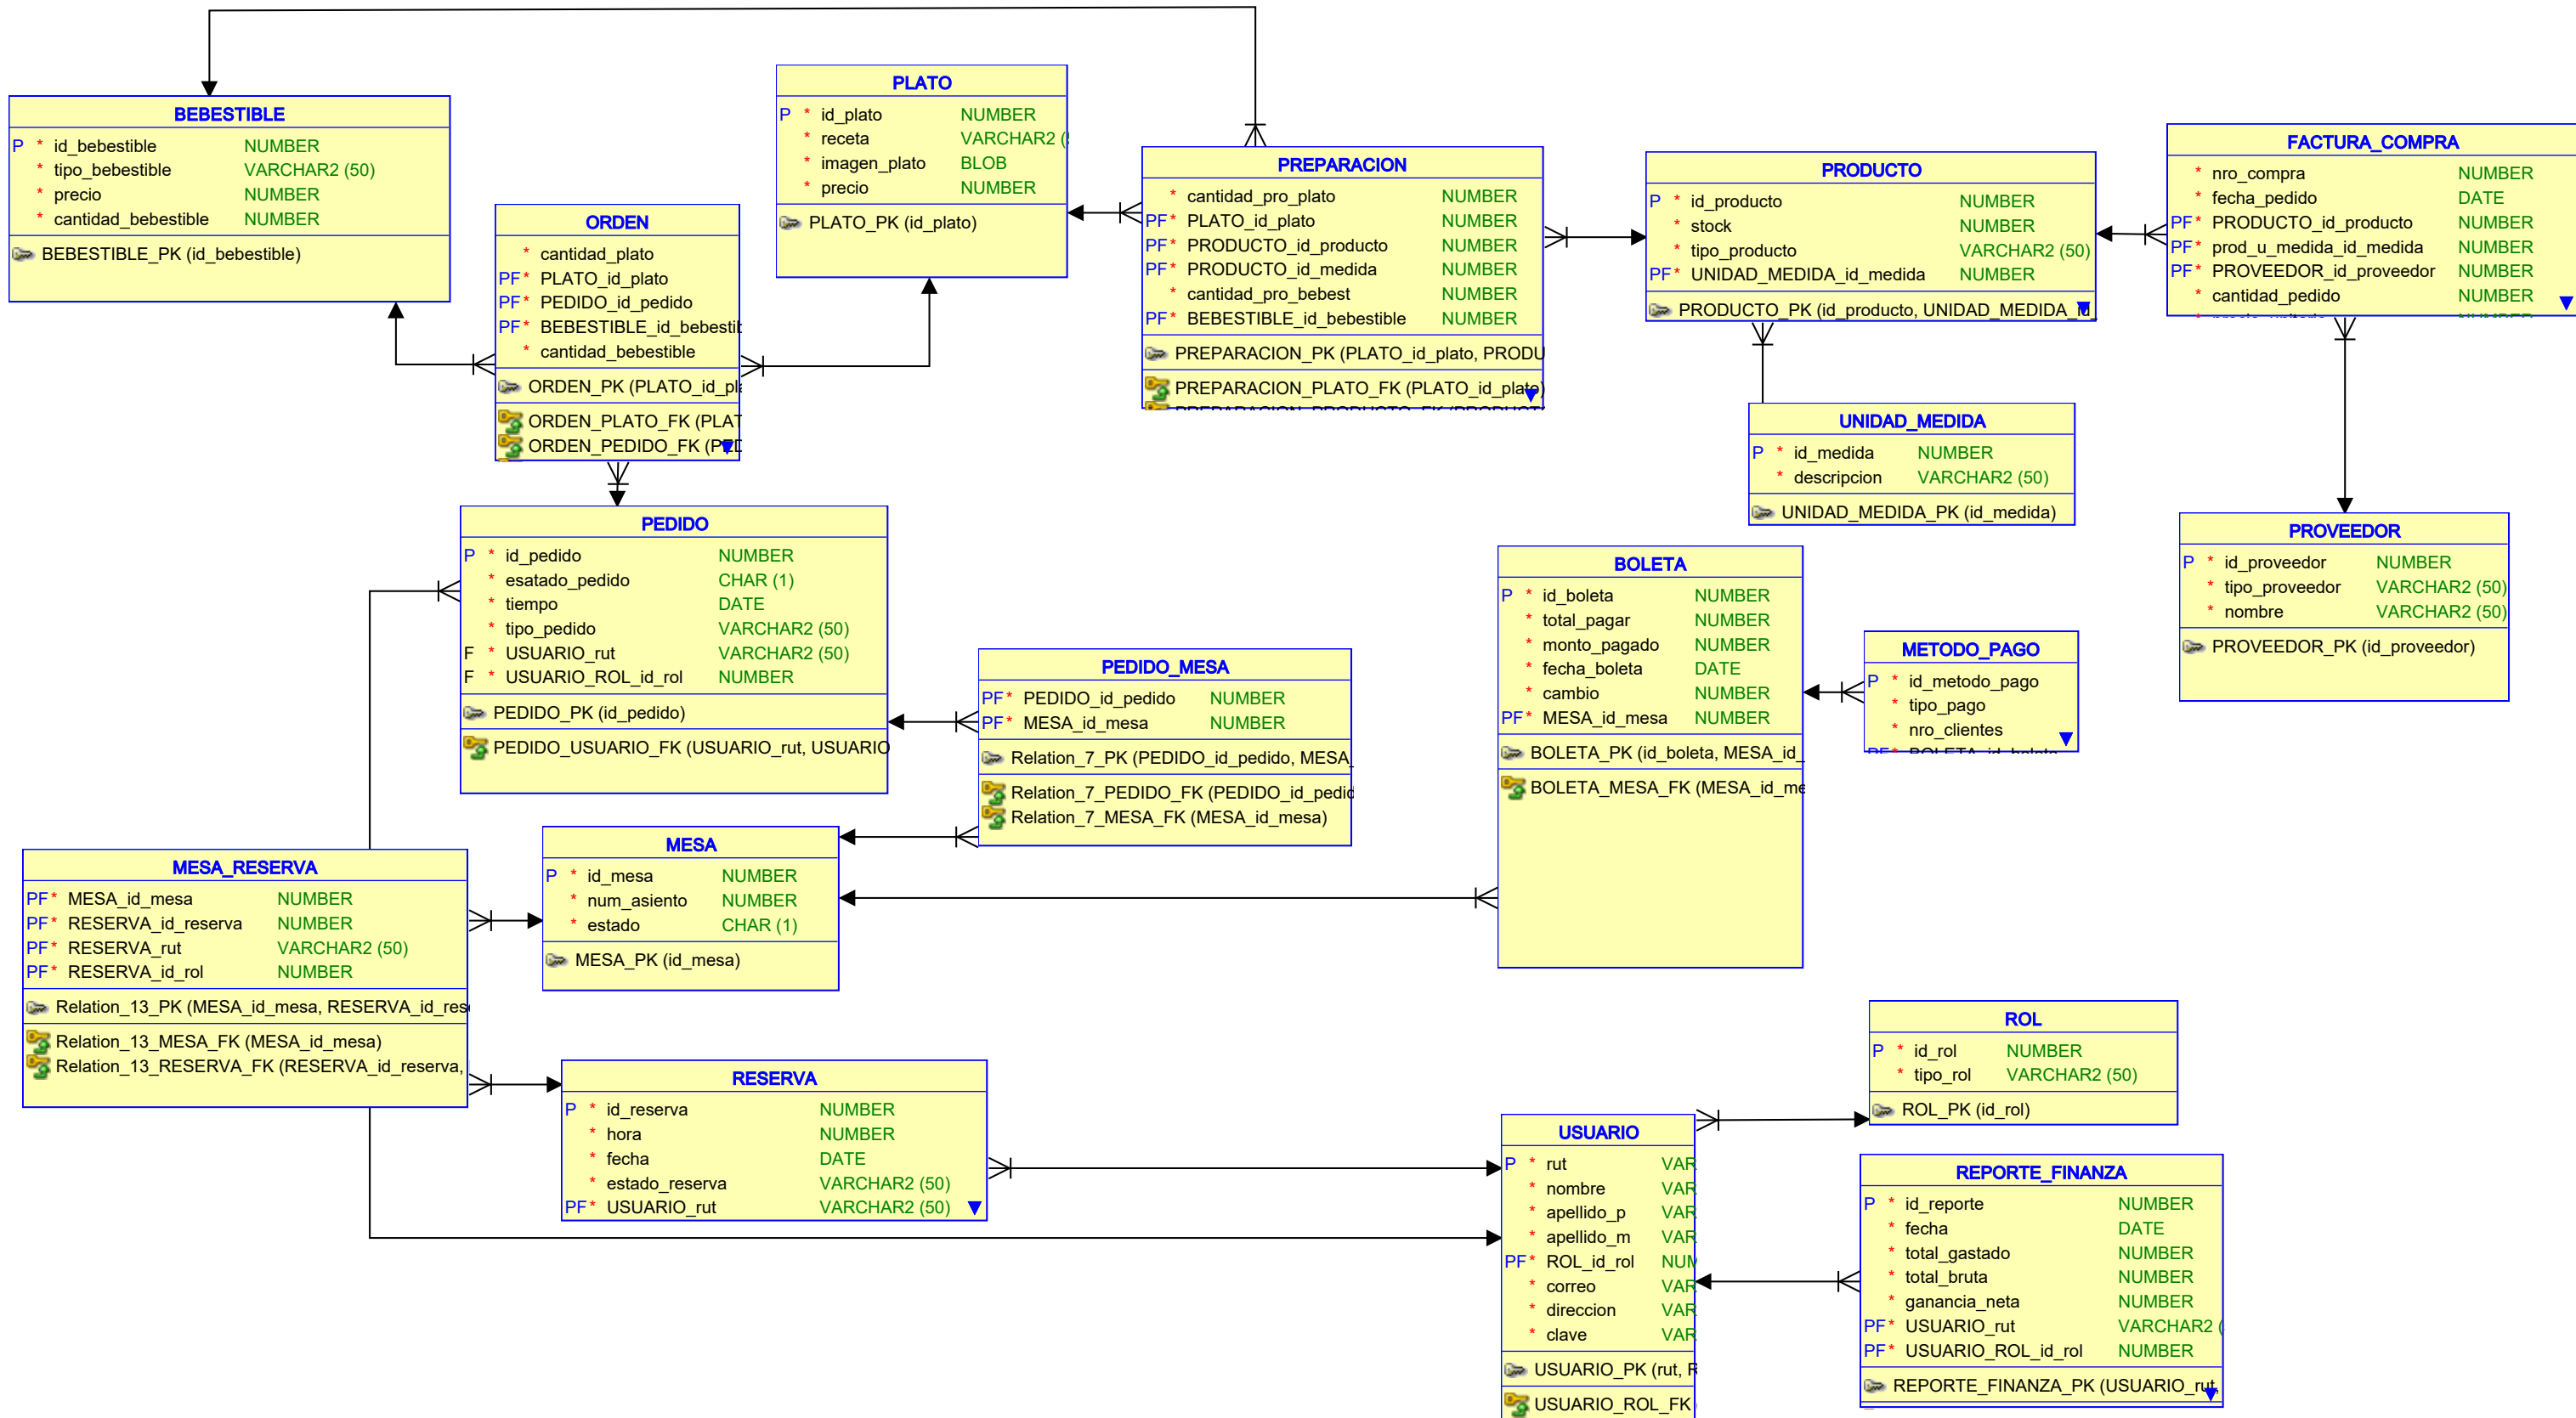 BEBESTIBLE
P * id_bebestible NUMBER
* tipo_bebestible VARCHAR2 (50)
* precio NUMBER
* cantidad_bebestible NUMBER
BEBESTIBLE_PK (id_bebestible)
ORDEN
* cantidad_plato
PF* PLATO_id_plato
PF* PEDIDO_id_pedido
PF* BEBESTIBLE_id_bebestib
* cantidad_bebestible
ORDEN_PK (PLATO_id_pla
ORDEN_PLATO_FK (PLAT
ORDEN_PEDIDO_FK (PED
PLATO
P * id_plato NUMBER
* receta VARCHAR2 (
* imagen_plato BLOB
* precio NUMBER
PLATO_PK (id_plato)
PREPARACION
* cantidad_pro_plato NUMBER
PF* PLATO_id_plato NUMBER
PF* PRODUCTO_id_producto NUMBER
PF* PRODUCTO_id_medida NUMBER
* cantidad_pro_bebest NUMBER
PF* BEBESTIBLE_id_bebestible NUMBER
PREPARACION_PK (PLATO_id_plato, PRODU
PREPARACION_PLATO_FK (PLATO_id_plato)
PRODUCTO
P * id_producto NUMBER
* stock NUMBER
* tipo_producto VARCHAR2 (50)
PF* UNIDAD_MEDIDA_id_medida NUMBER
PRODUCTO_PK (id_producto, UNIDAD_MEDIDA_id_
FACTURA_COMPRA
* nro_compra NUMBER
* fecha_pedido DATE
PF* PRODUCTO_id_producto NUMBER
PF* prod_u_medida_id_medida NUMBER
PF* PROVEEDOR_id_proveedor NUMBER
* cantidad_pedido NUMBER
UNIDAD_MEDIDA
P * id_medida NUMBER
* descripcion VARCHAR2 (50)
UNIDAD_MEDIDA_PK (id_medida)
PROVEEDOR
P * id_proveedor NUMBER
* tipo_proveedor VARCHAR2 (50)
* nombre VARCHAR2 (50)
PROVEEDOR_PK (id_proveedor)
PEDIDO
P * id_pedido NUMBER
* esatado_pedido CHAR (1)
* tiempo DATE
* tipo_pedido VARCHAR2 (50)
F * USUARIO_rut VARCHAR2 (50)
F * USUARIO_ROL_id_rol NUMBER
PEDIDO_PK (id_pedido)
PEDIDO_USUARIO_FK (USUARIO_rut, USUARIO
PEDIDO_MESA
PF* PEDIDO_id_pedido NUMBER
PF* MESA_id_mesa NUMBER
Relation_7_PK (PEDIDO_id_pedido, MESA_
Relation_7_PEDIDO_FK (PEDIDO_id_pedid
Relation_7_MESA_FK (MESA_id_mesa)
BOLETA
P * id_boleta NUMBER
* total_pagar NUMBER
* monto_pagado NUMBER
* fecha_boleta DATE
* cambio NUMBER
PF* MESA_id_mesa NUMBER
BOLETA_PK (id_boleta, MESA_id_
BOLETA_MESA_FK (MESA_id_me
METODO_PAGO
P * id_metodo_pago
* tipo_pago
* nro_clientes
MESA_RESERVA
PF* MESA_id_mesa NUMBER
PF* RESERVA_id_reserva NUMBER
PF* RESERVA_rut VARCHAR2 (50)
PF* RESERVA_id_rol NUMBER
Relation_13_PK (MESA_id_mesa, RESERVA_id_rese
Relation_13_MESA_FK (MESA_id_mesa)
Relation_13_RESERVA_FK (RESERVA_id_reserva,
MESA
P * id_mesa NUMBER
* num_asiento NUMBER
* estado CHAR (1)
MESA_PK (id_mesa)
RESERVA
P * id_reserva NUMBER
* hora NUMBER
* fecha DATE
* estado_reserva VARCHAR2 (50)
PF* USUARIO_rut VARCHAR2 (50)
USUARIO
P * rut VAR
* nombre VAR
* apellido_p VAR
* apellido_m VAR
PF* ROL_id_rol NUM
* correo VAR
* direccion VAR
* clave VAR
USUARIO_PK (rut, R
USUARIO_ROL_FK
ROL
P * id_rol NUMBER
* tipo_rol VARCHAR2 (50)
ROL_PK (id_rol)
REPORTE_FINANZA
P * id_reporte NUMBER
* fecha DATE
* total_gastado NUMBER
* total_bruta NUMBER
* ganancia_neta NUMBER
PF* USUARIO_rut VARCHAR2 (
PF* USUARIO_ROL_id_rol NUMBER
REPORTE_FINANZA_PK (USUARIO_rut,